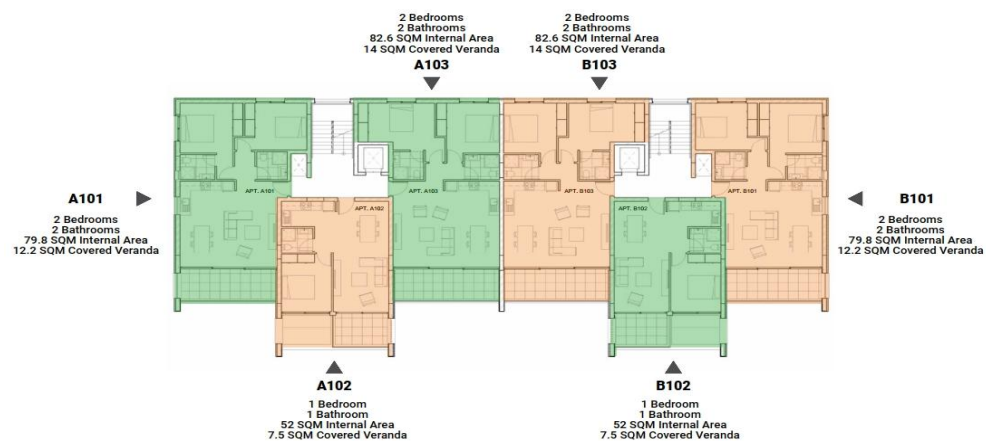 2 Bedrooms
2 Bathrooms
82.6 SQM Internal Area
14 SQM Covered Veranda
A103
2 Bedrooms
2 Bathrooms
82.6 SQM Internal Area
14 SQM Covered Veranda
B103
APT. A101
APT. A102
APT. A103
APT. B103
APT. B102
APT. B101
A101
2 Bedrooms
2 Bathrooms
79.8 SQM Internal Area
12.2 SQM Covered Veranda
B101
2 Bedrooms
2 Bathrooms
79.8 SQM Internal Area
12.2 SQM Covered Veranda
A102
1 Bedroom
1 Bathroom
52 SQM Internal Area
7.5 SQM Covered Veranda
B102
1 Bedroom
1 Bathroom
52 SQM Internal Area
7.5 SQM Covered Veranda